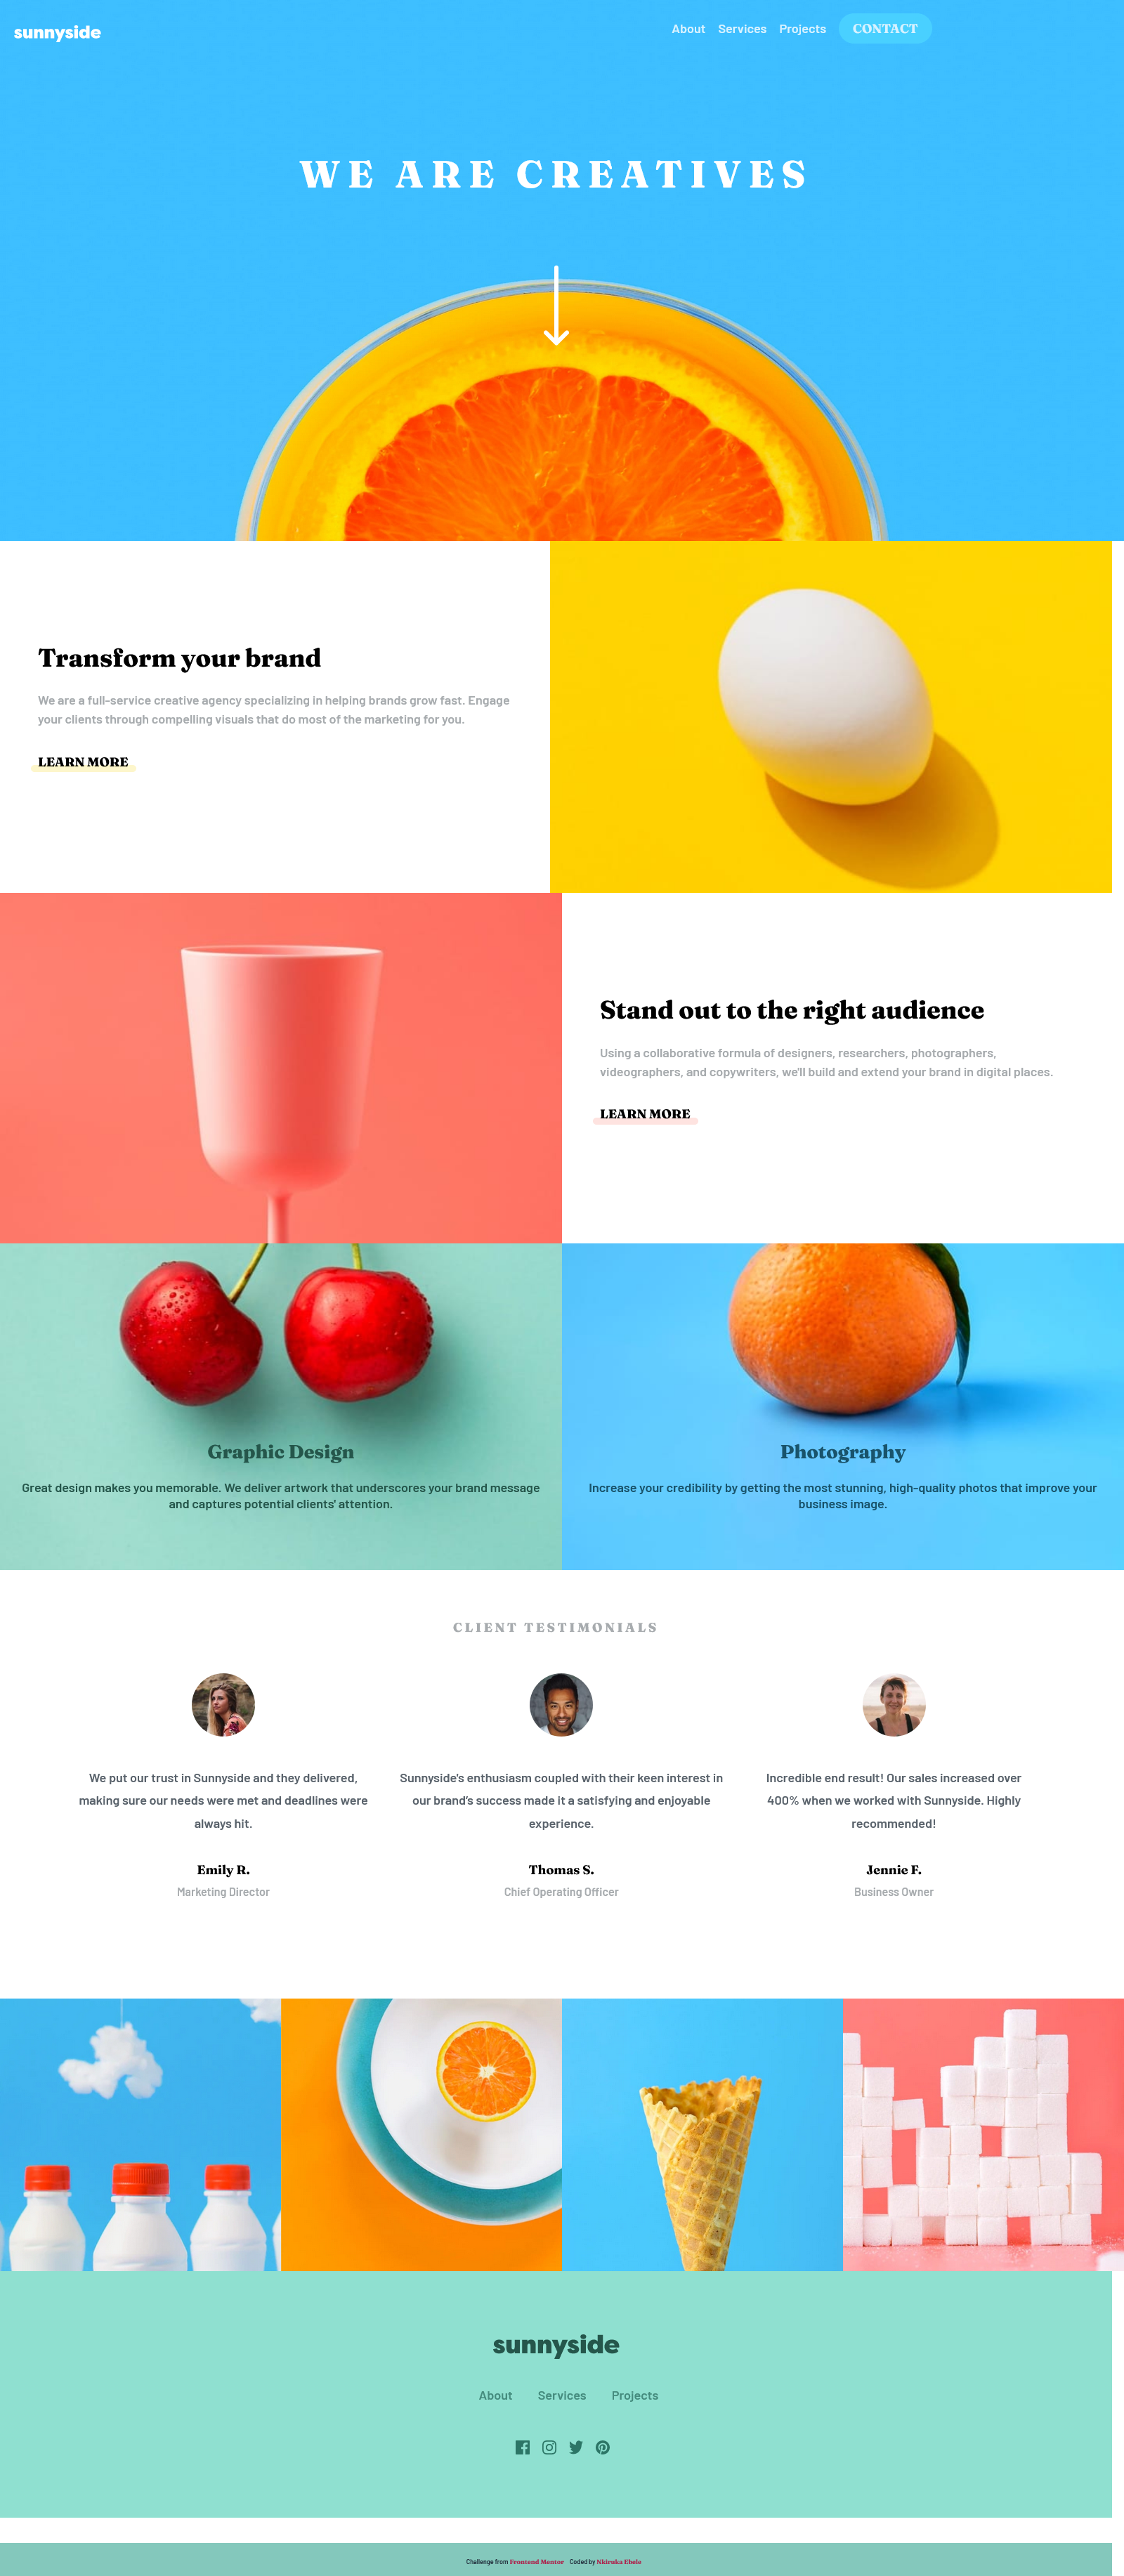 sunnyside
About Services Projects CONTACT
WE ARE CREATIVES
Transform your brand
We are a full-service creative agency specializing in helping brands grow fast. Engage
your clients through compelling visuals that do most of the marketing for you.
LEARN MORE
Stand out to the right audience
Using a collaborative formula of designers, researchers, photographers,
videographers, and copywriters, we'll build and extend your brand in digital places.
LEARN MORE
Graphic Design
Great design makes you memorable. We deliver artwork that underscores your brand message
and captures potential clients' attention.
Photography
Increase your credibility by getting the most stunning, high-quality photos that improve your
business image.
CLIENT TESTIMONIALS
We put our trust in Sunnyside and they delivered,
making sure our needs were met and deadlines were
always hit.
Emily R.
Marketing Director
Sunnyside's enthusiasm coupled with their keen interest in
our brand's success made it a satisfying and enjoyable
experience.
Thomas S.
Chief Operating Officer
Incredible end result! Our sales increased over
400% when we worked with Sunnyside. Highly
recommended!
Jennie F.
Business Owner
sunnyside
About Services Projects
Challenge from Frontend Mentor Coded by Nkiruka Ebele